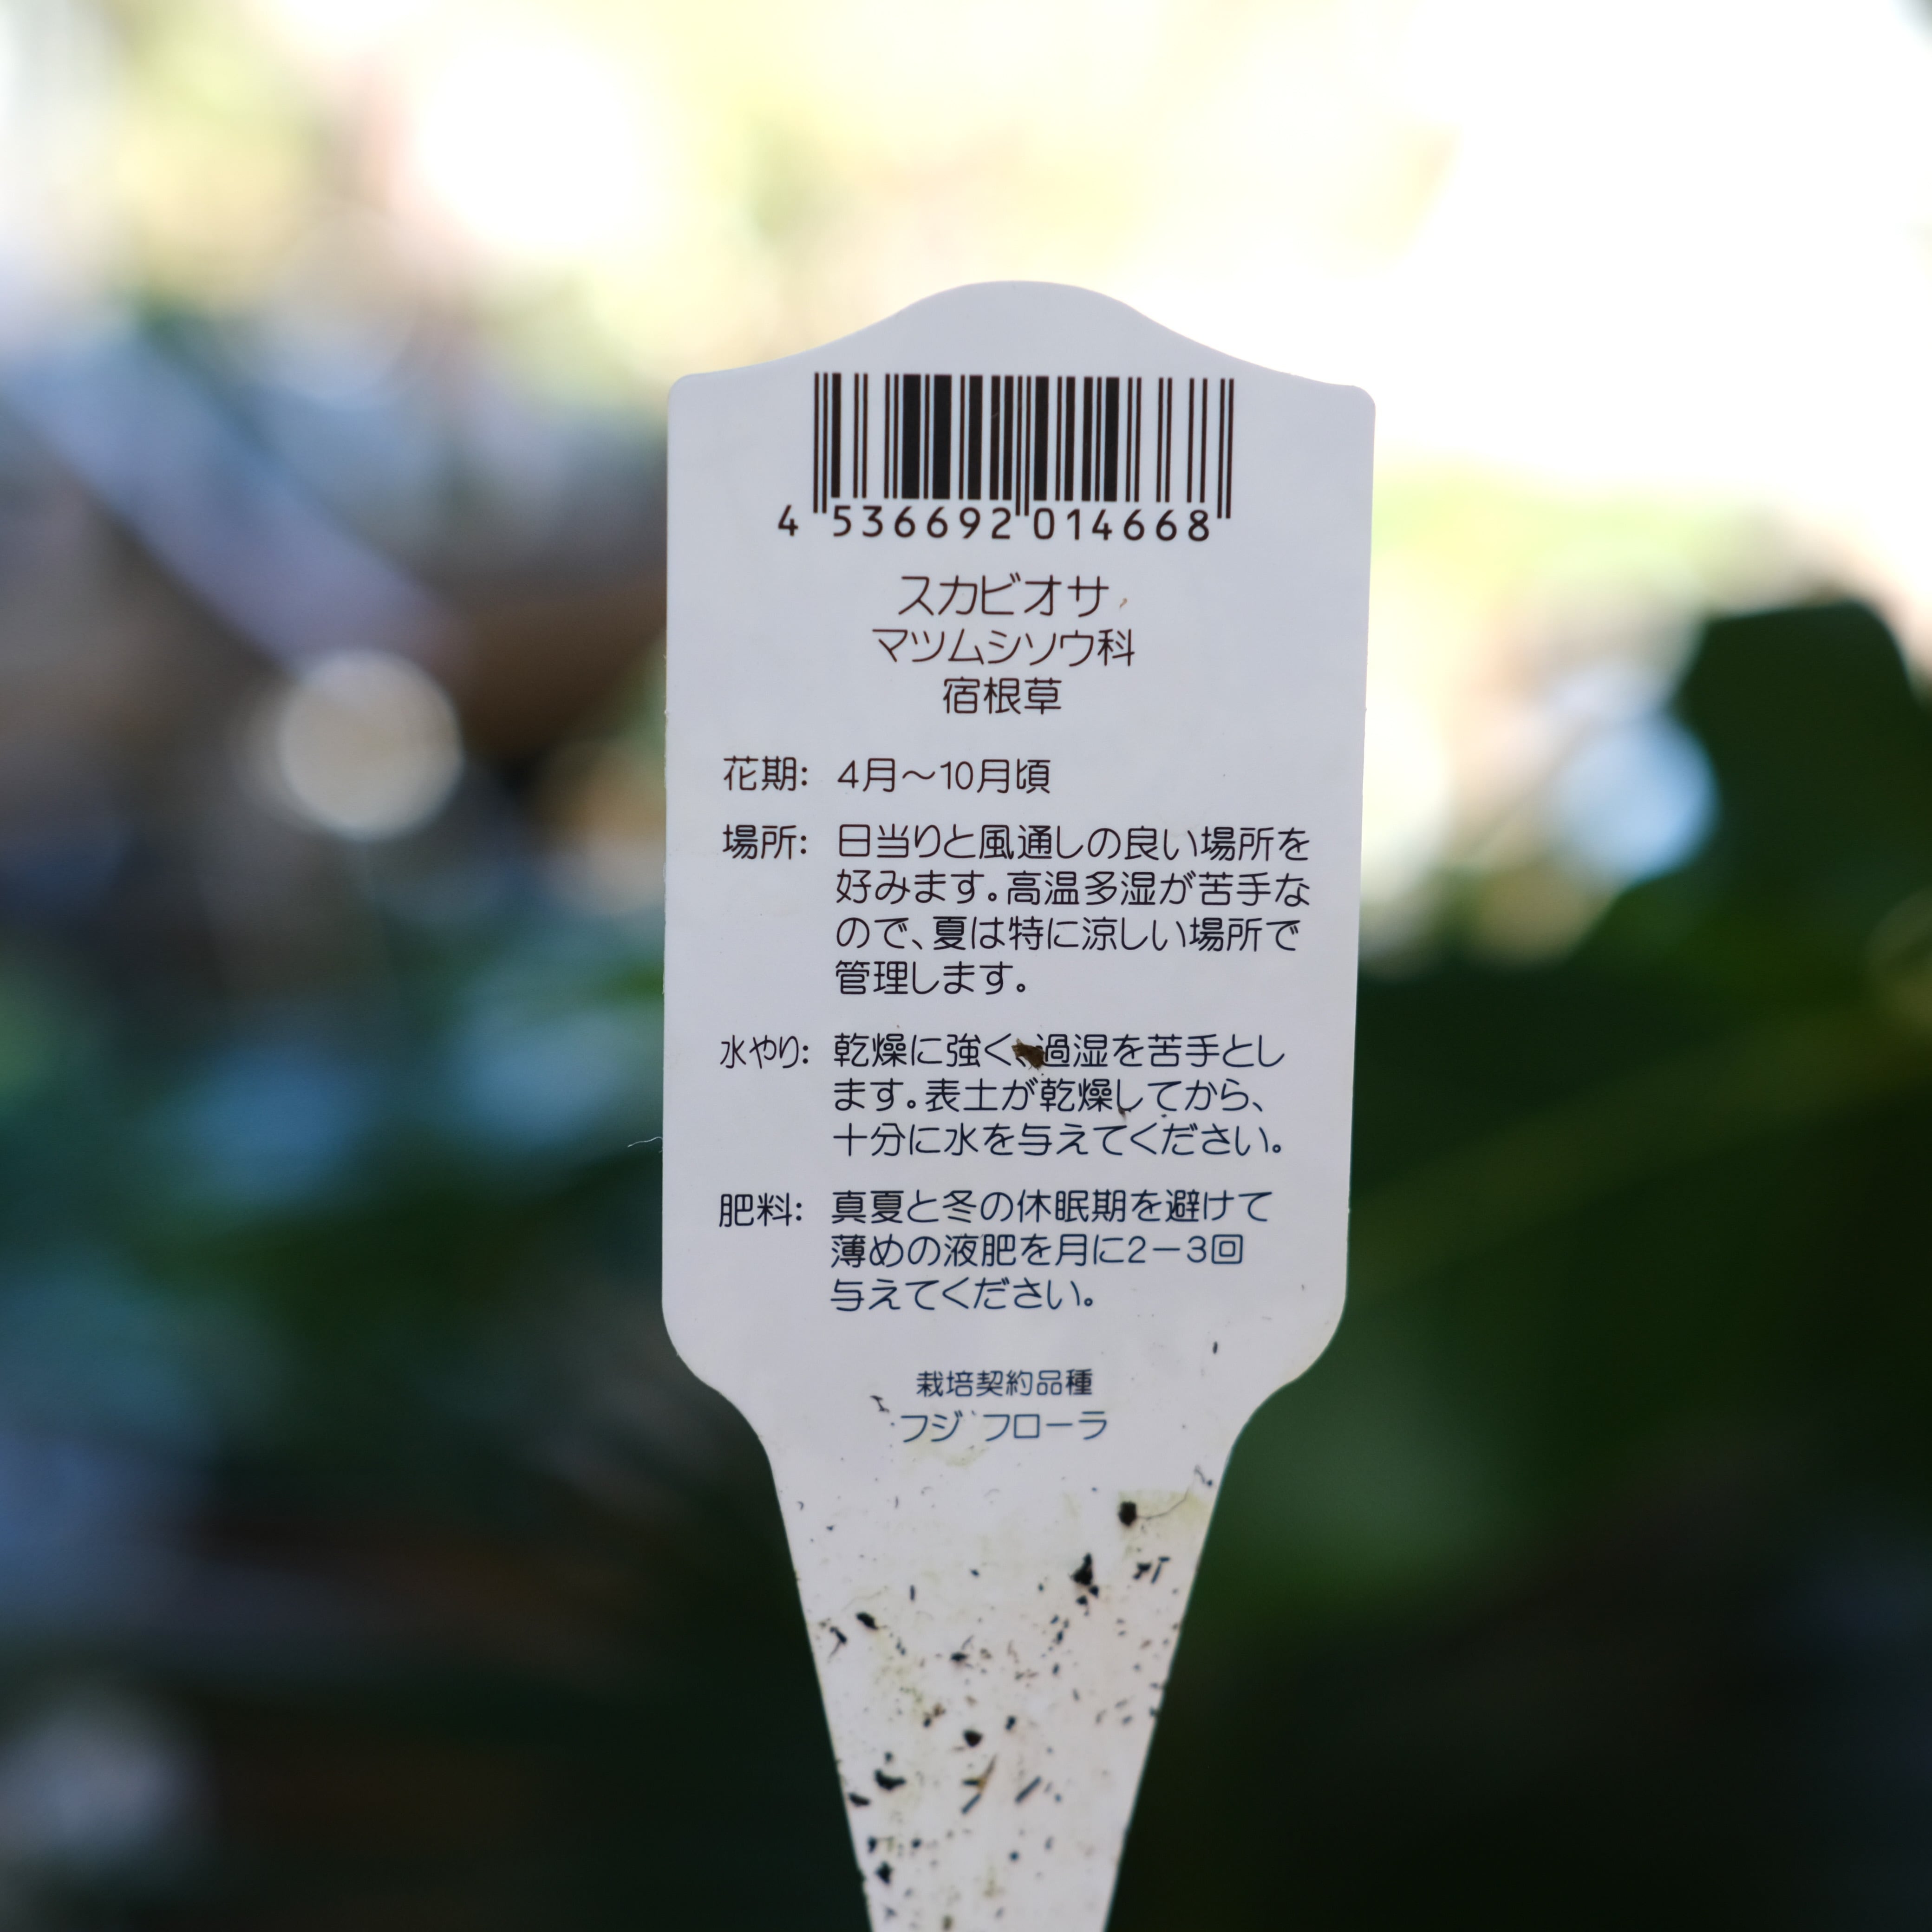 4 536692 014668
スカビオサ
マツムシソウ科
宿根草
花期: 4月～10月頃
場所: 日当りと風通しの良い場所を
好みます。高温多湿が苦手な
ので、夏は特に涼しい場所で
管理します。
水やり: 乾燥に強く、過湿を苦手とし
ます。表土が乾燥してから、
十分に水を与えてください。
肥料: 真夏と冬の休眠期を避けて
薄めの液肥を月に2－3回
与えてください。
栽培契約品種
フジ フローラ